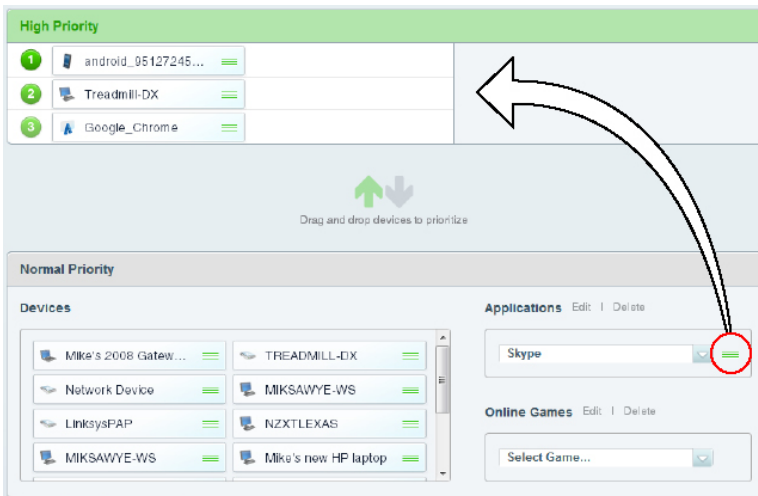 High Priority
1 android_95127245...
2 Treadmill-DX
3 Google_Chrome
Drag and drop devices to prioritize
Normal Priority
Devices
Applications Edit | Delete
Mike's 2008 Gatew... TREADMILL-DX
Skype
Network Device MIKSAWYE-WS
LinksysPAP NZXTLEXAS
Online Games Edit | Delete
MIKSAWYE-WS Mike's new HP laptop
Select Game...